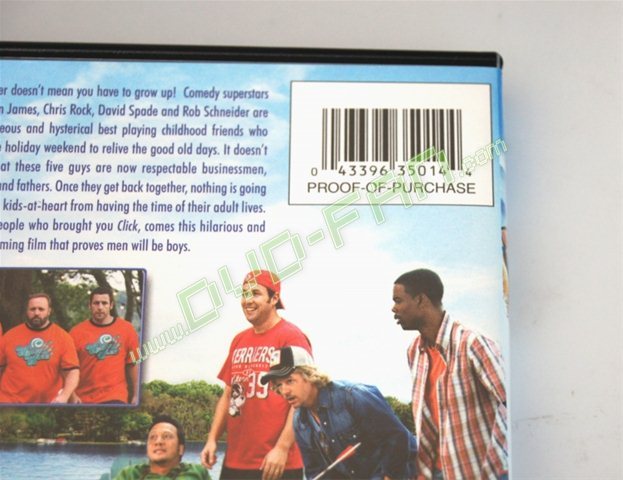 er doesn't mean you have to grow up! Comedy superstars
n James, Chris Rock, David Spade and Rob Schneider are
eous and hysterical best playing childhood friends who
e holiday weekend to relive the good old days. It doesn't
at these five guys are now respectable businessmen,
nd fathers. Once they get back together, nothing is going
kids-at-heart from having the time of their adult lives.
eople who brought you Click, comes this hilarious and
ming film that proves men will be boys.
0 43396 35014 4
PROOF-OF-PURCHASE
www.DVD-FAN.com
TERRIERS
39